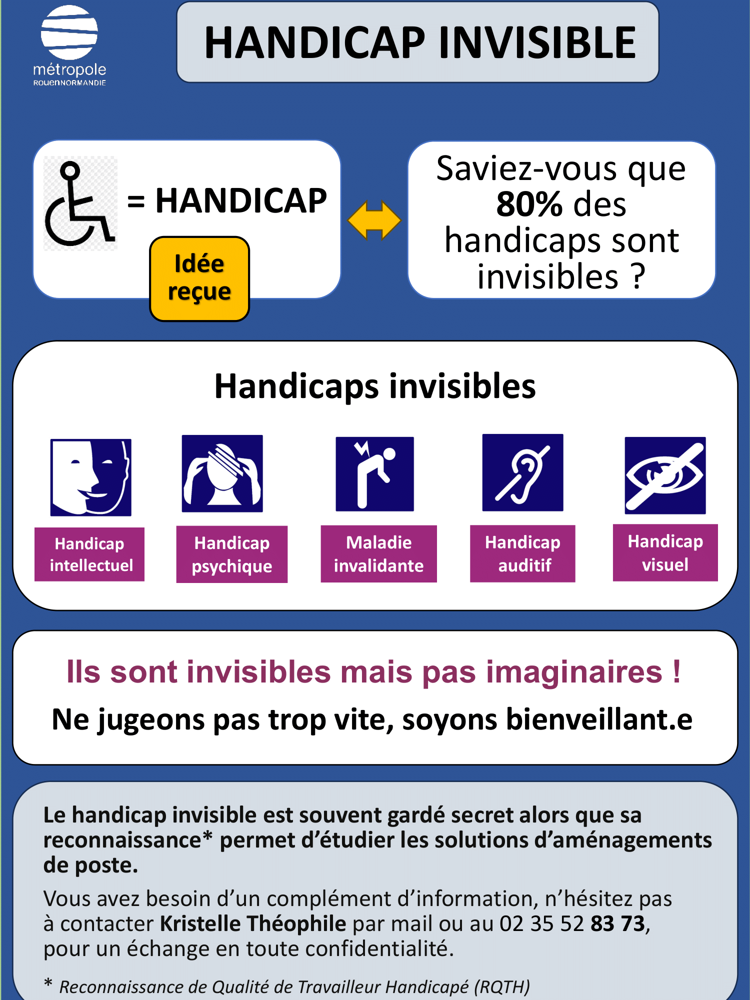 métropole
ROUENNORMANDIE
HANDICAP INVISIBLE
= HANDICAP
Idée
reçue
Saviez-vous que
80% des
handicaps sont
invisibles ?
Handicaps invisibles
Handicap
intellectuel
Handicap
psychique
Maladie
invalidante
Handicap
auditif
Handicap
visuel
Ils sont invisibles mais pas imaginaires !
Ne jugeons pas trop vite, soyons bienveillant.e
Le handicap invisible est souvent gardé secret alors que sa
reconnaissance* permet d’étudier les solutions d’aménagements
de poste.
Vous avez besoin d’un complément d’information, n’hésitez pas
à contacter Kristelle Théophile par mail ou au 02 35 52 83 73,
pour un échange en toute confidentialité.
* Reconnaissance de Qualité de Travailleur Handicapé (RQTH)